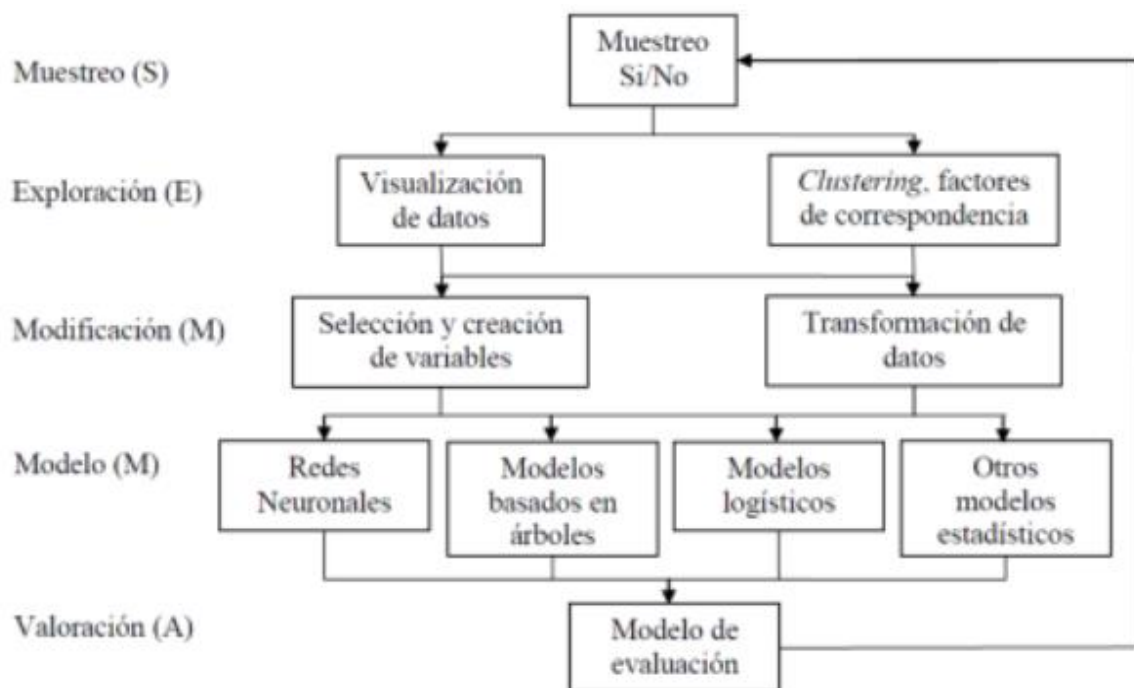 Muestreo (S)
Muestreo
Si/No
Exploración (E)
Visualización
de datos
Clustering, factores
de correspondencia
Modificación (M)
Selección y creación
de variables
Transformación de
datos
Modelo (M)
Redes
Neuronales
Modelos
basados en
árboles
Modelos
logísticos
Otros
modelos
estadísticos
Valoración (A)
Modelo de
evaluación